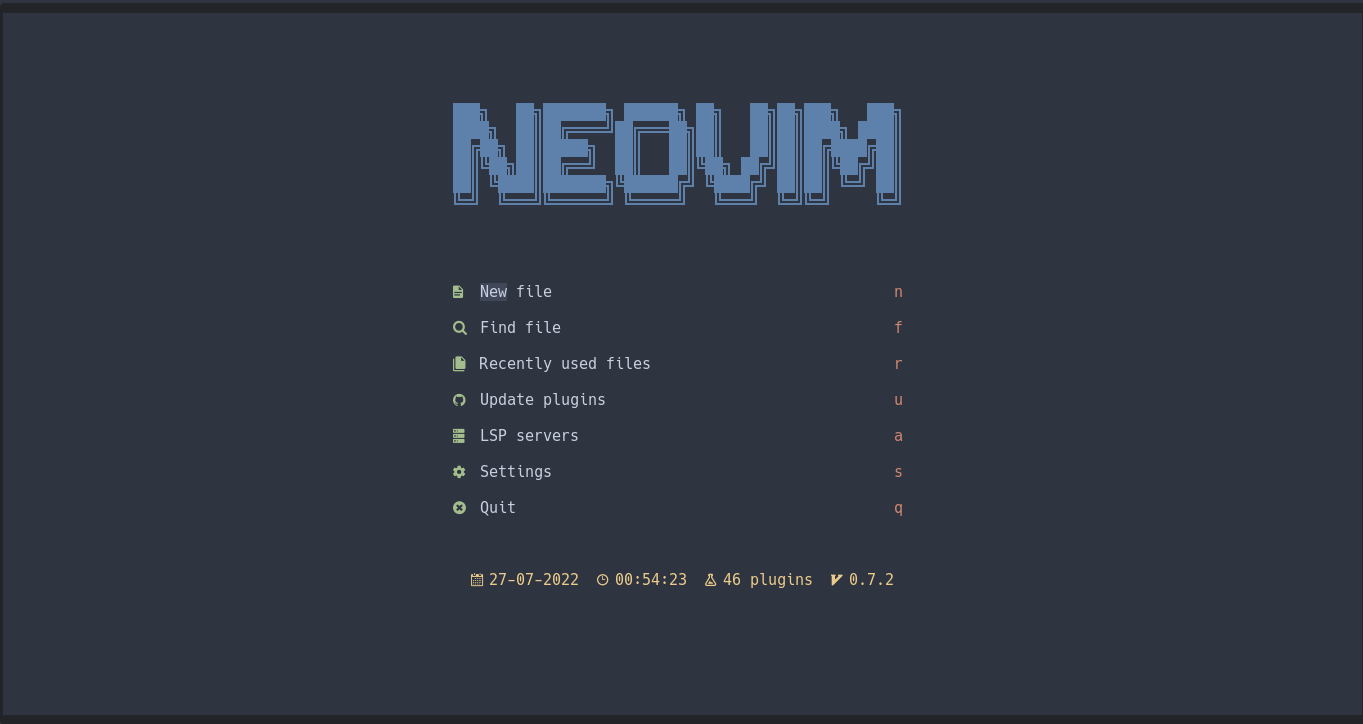 NEOVIM
New file n
Find file f
Recently used files r
Update plugins u
LSP servers a
Settings s
Quit q
27-07-2022 00:54:23 46 plugins 0.7.2